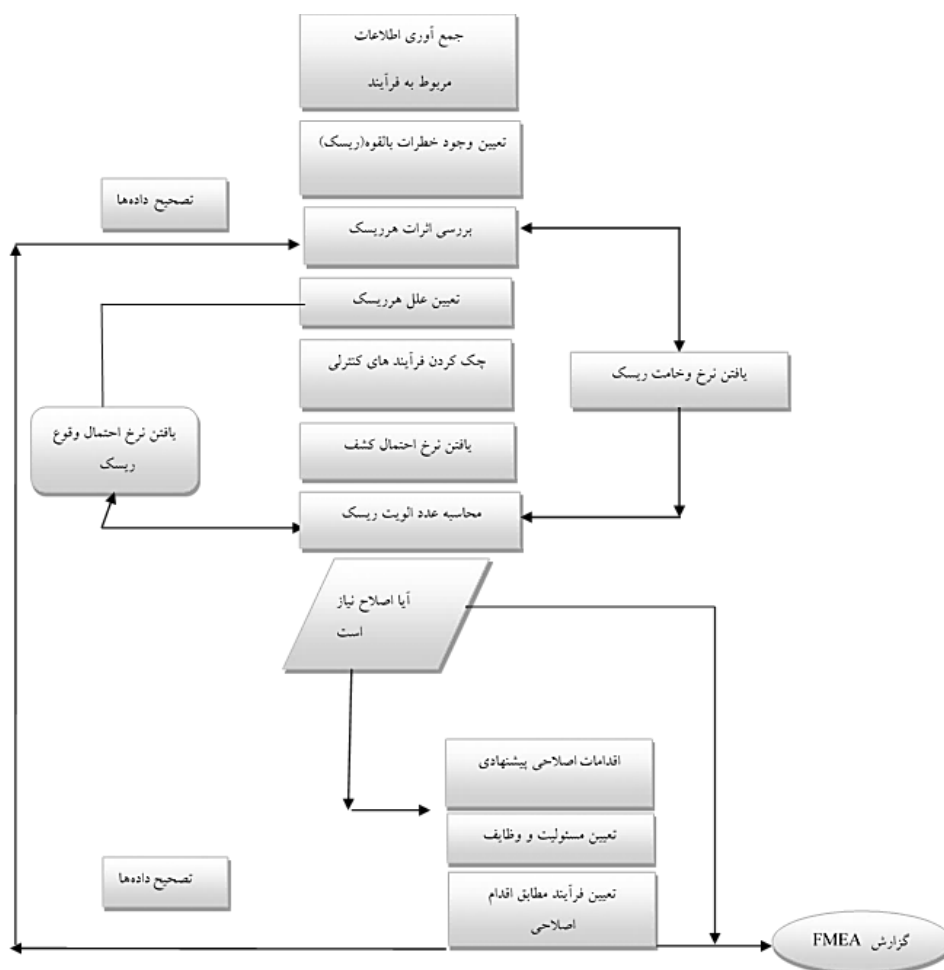 جمع آوری اطلاعات
مربوط به فرآیند
تعیین وجود خطرات بالقوه(ریسک)
تصحیح داده‌ها
بررسی اثرات هرریسک
تعیین علل هرریسک
چک کردن فرآیند های کنترلی
یافتن نرخ وخامت ریسک
یافتن نرخ احتمال وقوع
ریسک
یافتن نرخ احتمال کشف
محاسبه عدد الویت ریسک
آیا اصلاح نیاز
است
اقدامات اصلاحی پیشنهادی
تعیین مسئولیت و وظایف
تصحیح داده‌ها
تعیین فرآیند مطابق اقدام
اصلاحی
گزارش FMEA